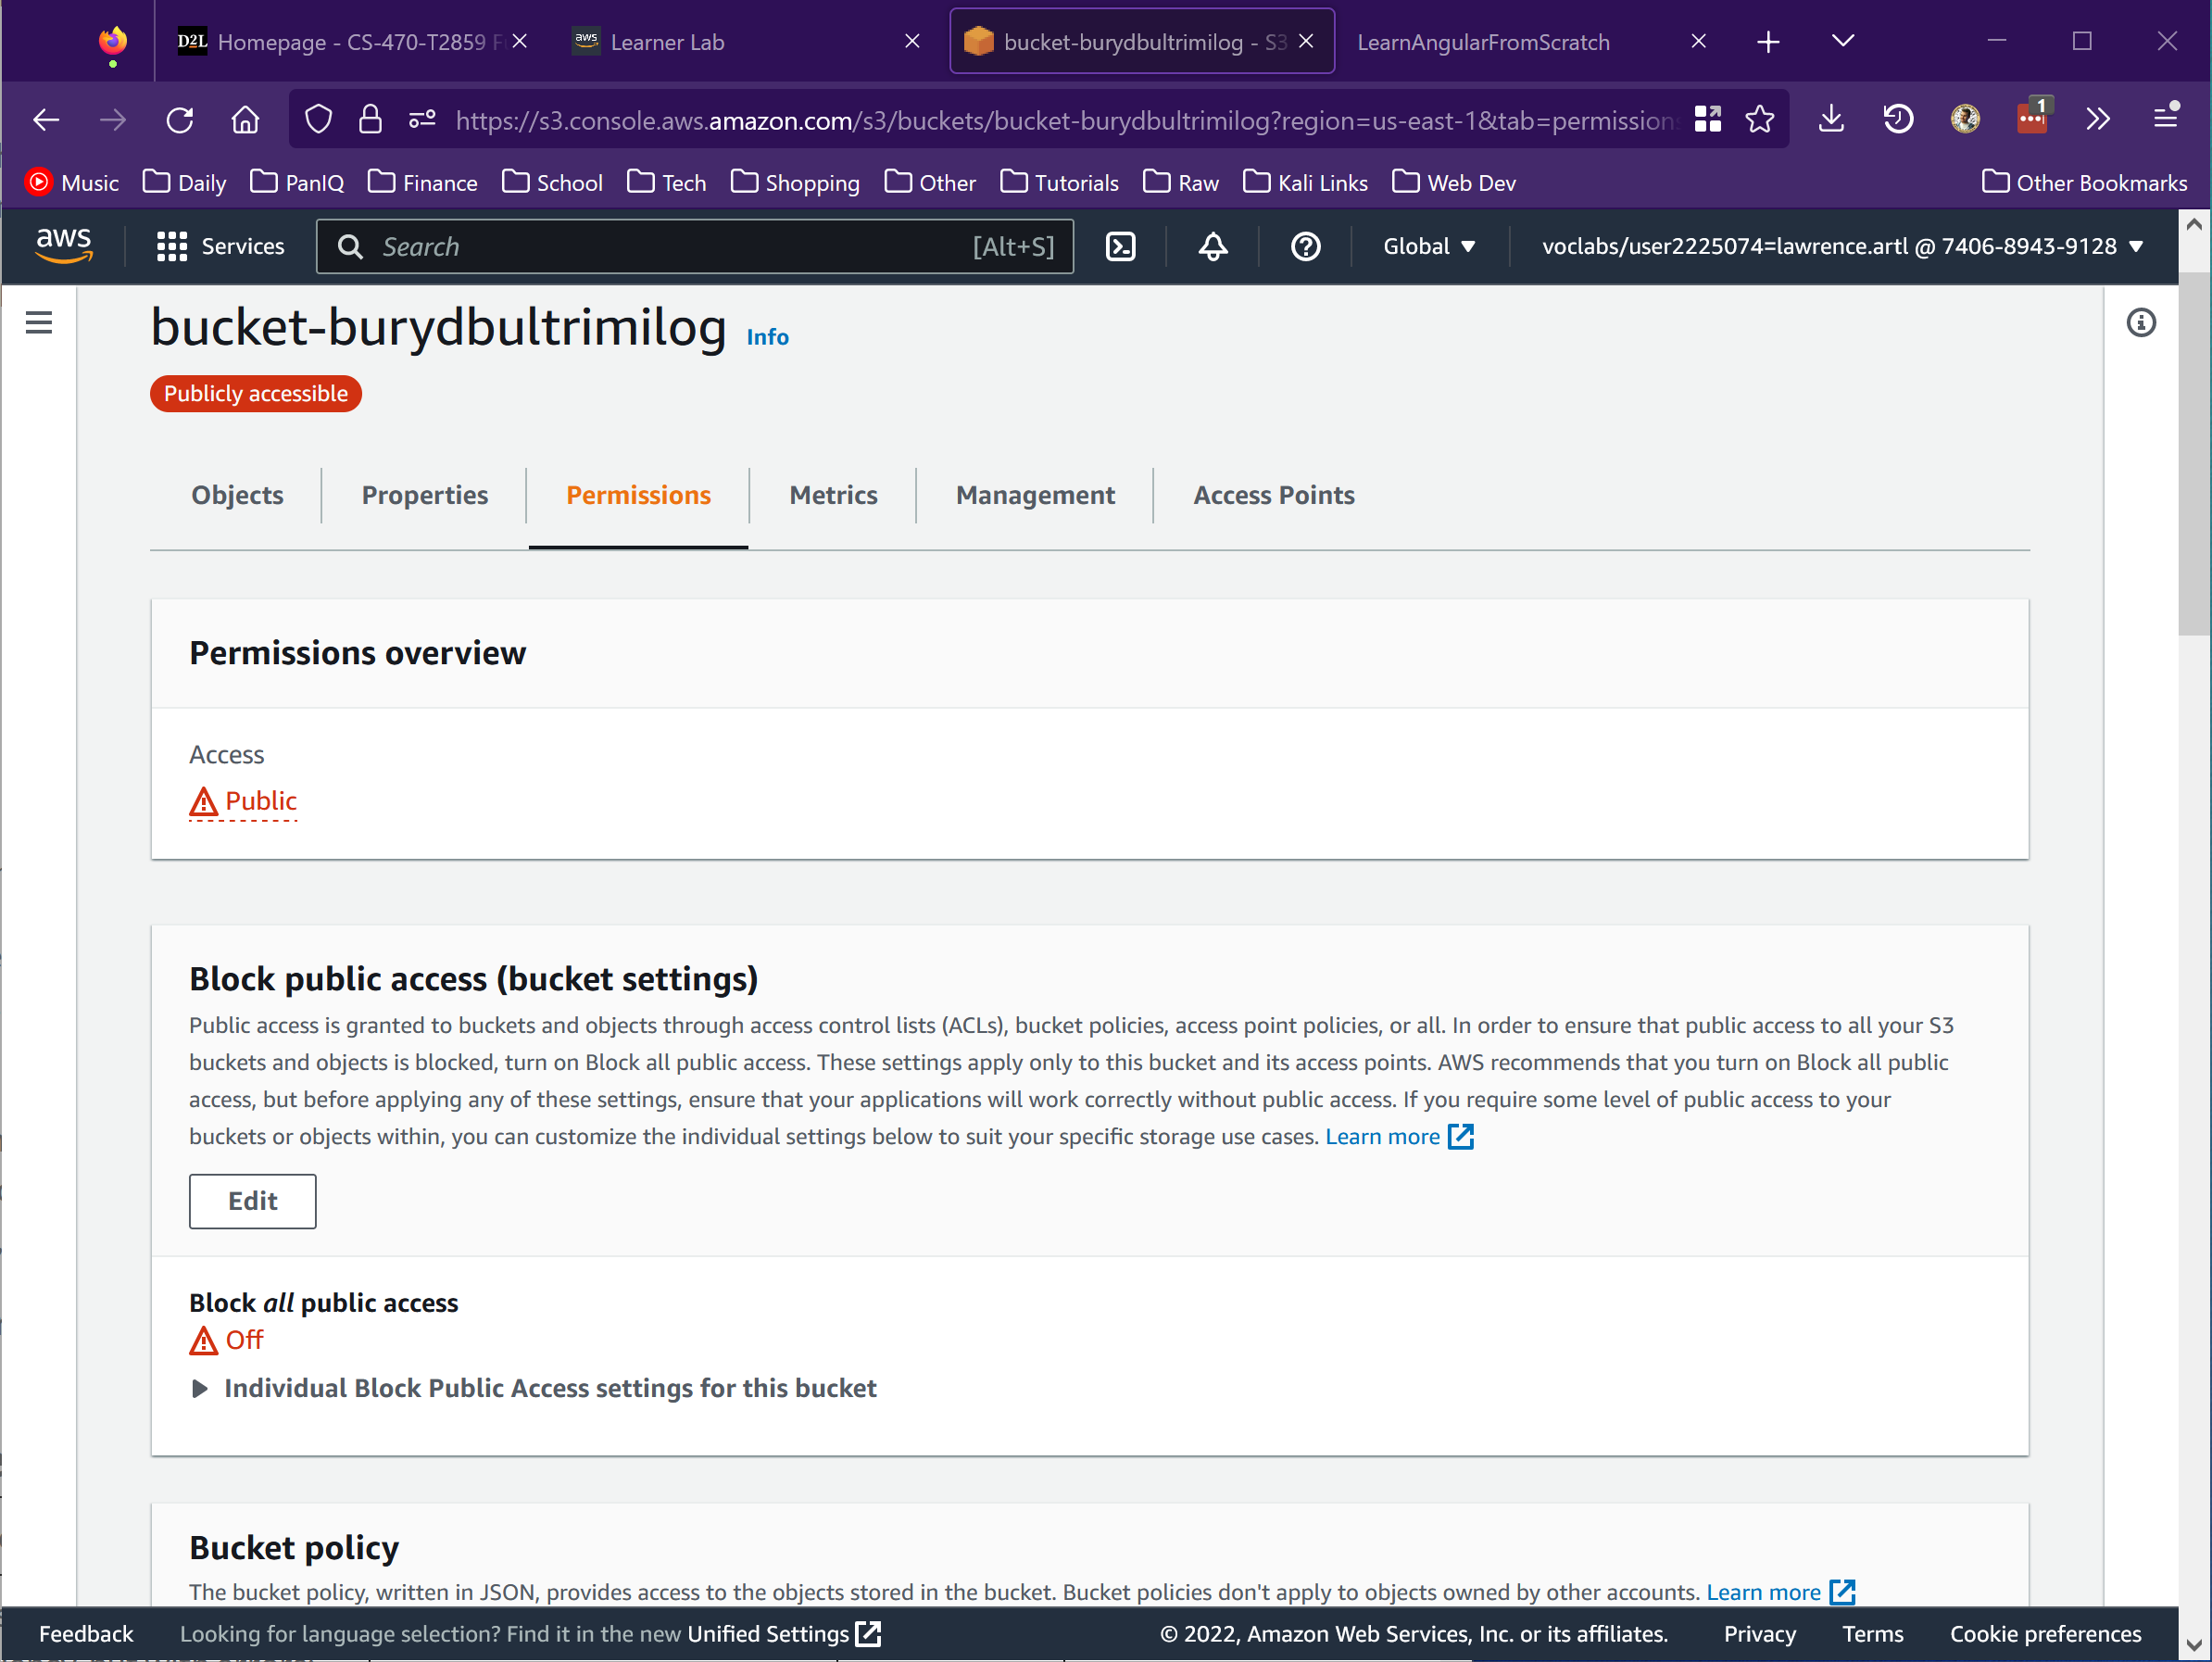 Homepage - CS-470-T2859 F
Learner Lab
bucket-burydbultrimilog - S3
LearnAngularFromScratch
https://s3.console.aws.amazon.com/s3/buckets/bucket-burydbultrimilog?region=us-east-1&tab=permissions
1
Music Daily PanIQ Finance School Tech Shopping Other Tutorials Raw Kali Links Web Dev Other Bookmarks
aws Services Search [Alt+S] Global voclabs/user2225074=lawrence.artl @ 7406-8943-9128
bucket-burydbultrimilog Info
Publicly accessible
Objects Properties Permissions Metrics Management Access Points
Permissions overview
Access
Public
Block public access (bucket settings)
Public access is granted to buckets and objects through access control lists (ACLs), bucket policies, access point policies, or all. In order to ensure that public access to all your S3
buckets and objects is blocked, turn on Block all public access. These settings apply only to this bucket and its access points. AWS recommends that you turn on Block all public
access, but before applying any of these settings, ensure that your applications will work correctly without public access. If you require some level of public access to your
buckets or objects within, you can customize the individual settings below to suit your specific storage use cases. Learn more
Edit
Block all public access
Off
Individual Block Public Access settings for this bucket
Bucket policy
The bucket policy, written in JSON, provides access to the objects stored in the bucket. Bucket policies don't apply to objects owned by other accounts. Learn more
Feedback Looking for language selection? Find it in the new Unified Settings © 2022, Amazon Web Services, Inc. or its affiliates. Privacy Terms Cookie preferences